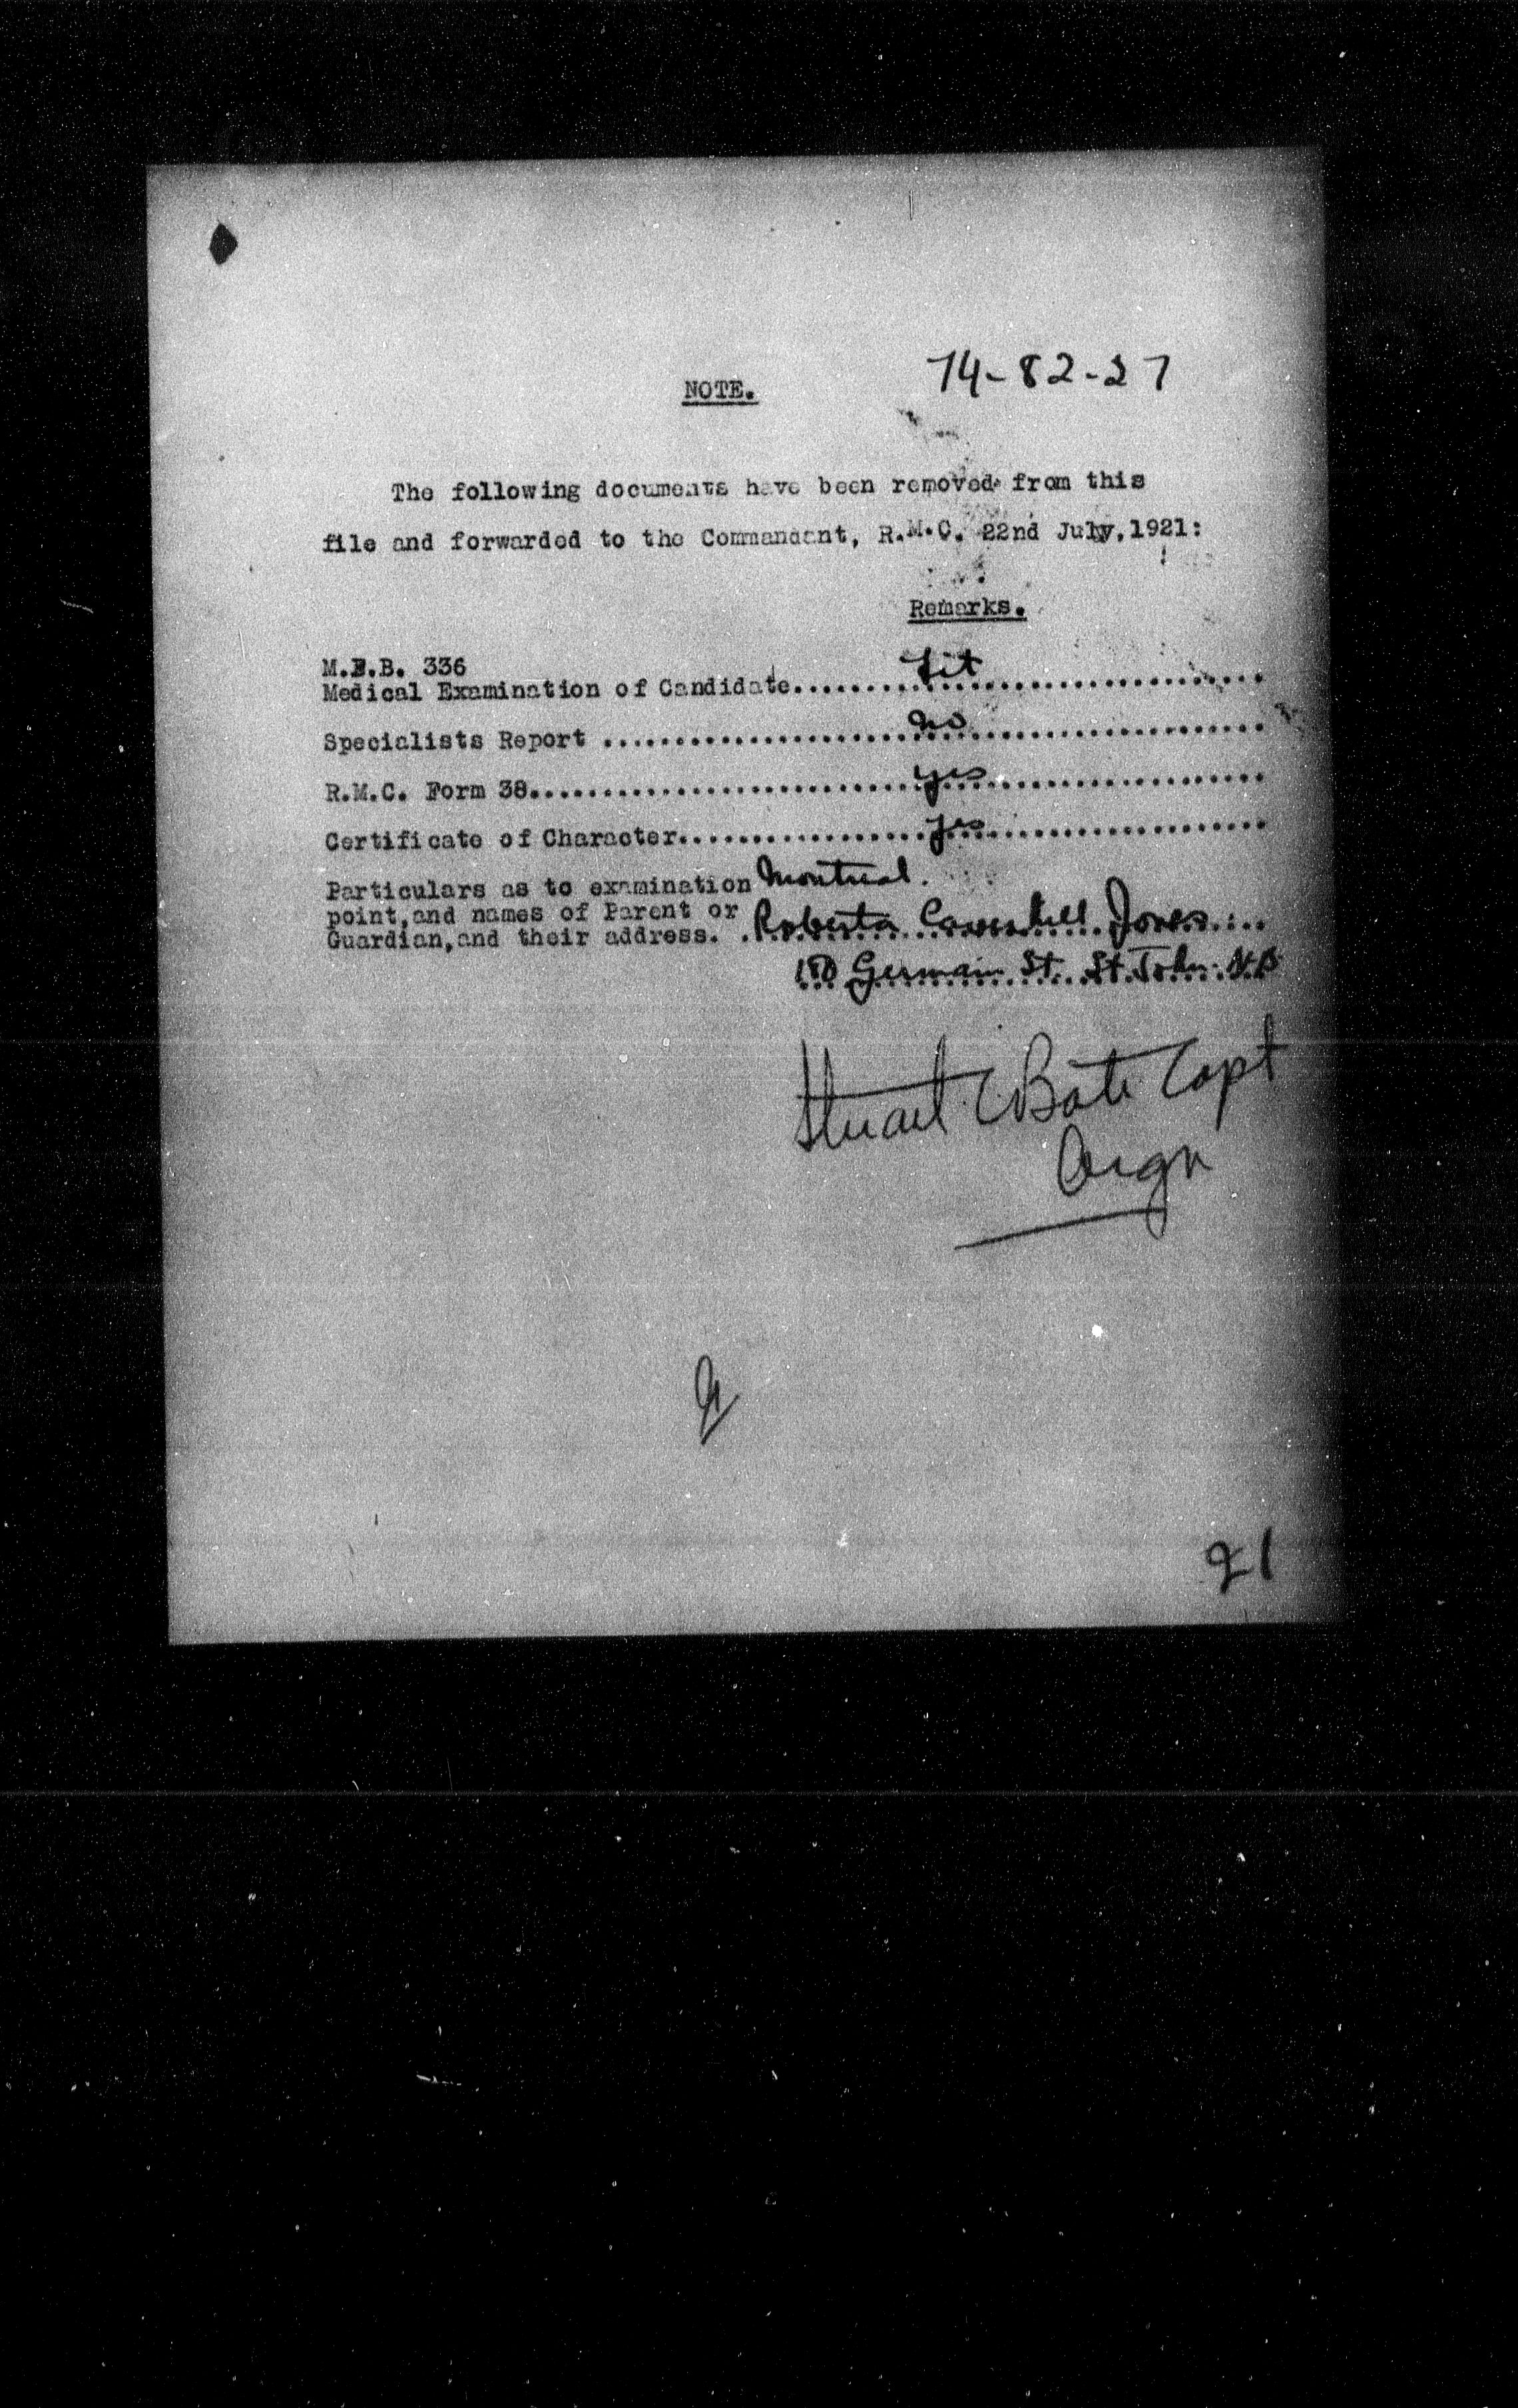 74-82-27
NOTE.
The following documents have been removed from this
file and forwarded to the Commandant, R.M.C. 22nd July, 1921:
Remarks.
M.F.B. 336
Medical Examination of Candidate.......... Fit ..........
Specialists Report .......... no ..........
R.M.C. Form 38.......... yes ..........
Certificate of Character.......... yes ..........
Particulars as to examination Montreal.
point, and names of Parent or Roberta Caverhill Jones
Guardian, and their address.
180 Germain St. St. John N.B.
Stuart C Bate Capt
21